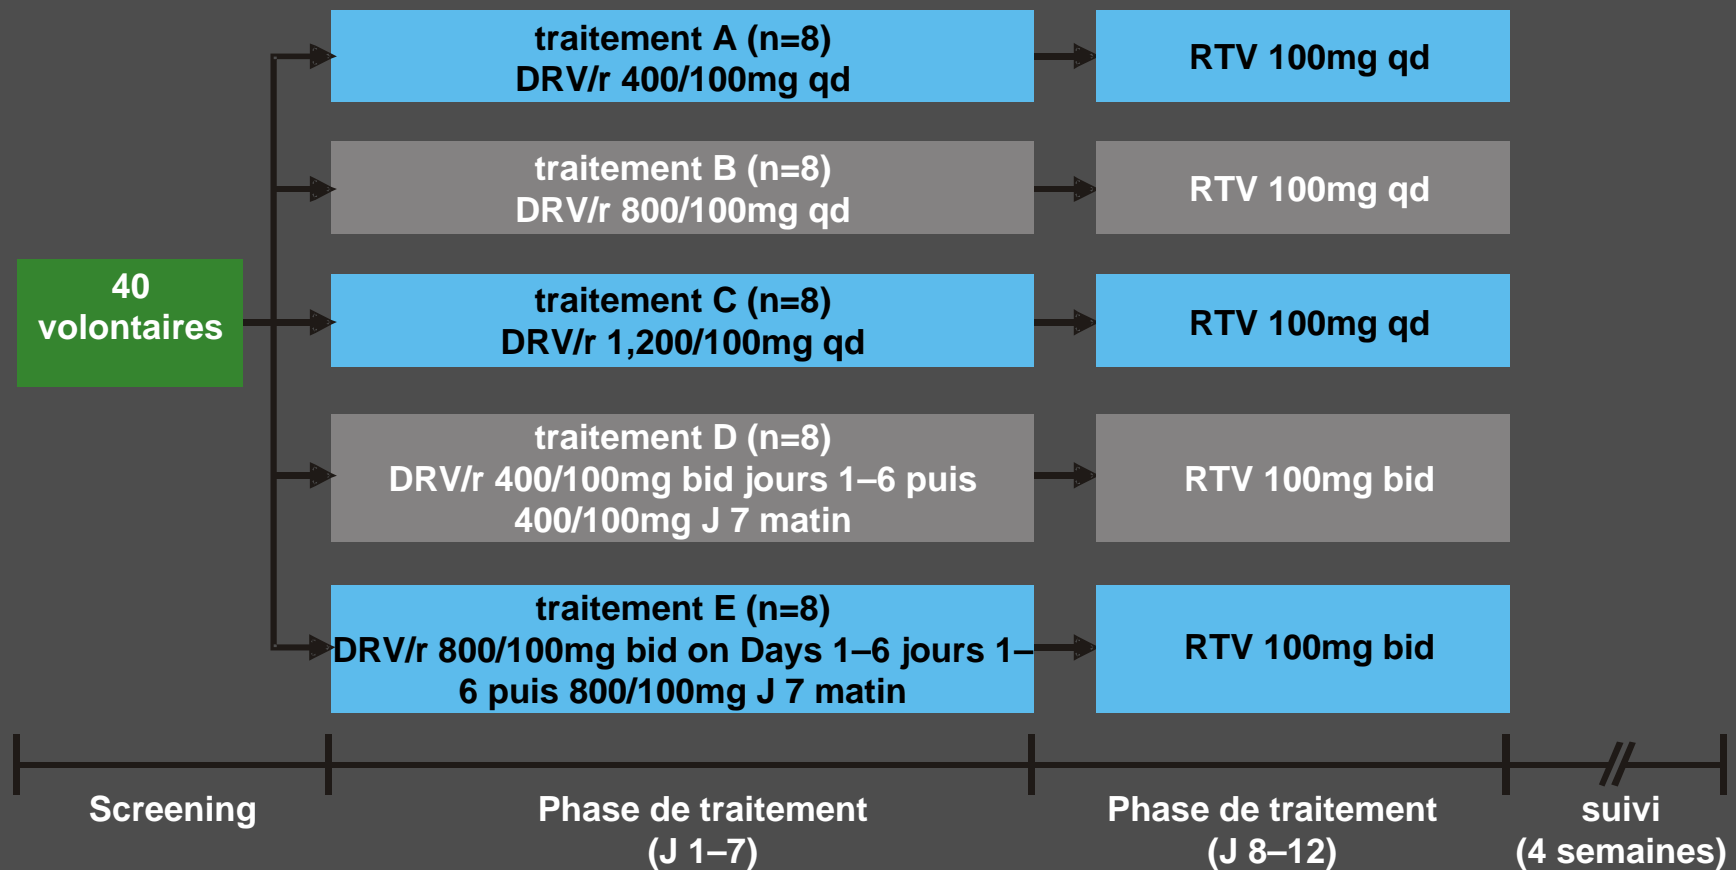 traitement A (n=8)
DRV/r 400/100mg qd
RTV 100mg qd
traitement B (n=8)
DRV/r 800/100mg qd
RTV 100mg qd
40
volontaires
traitement C (n=8)
DRV/r 1,200/100mg qd
RTV 100mg qd
traitement D (n=8)
DRV/r 400/100mg bid jours 1–6 puis
400/100mg J 7 matin
RTV 100mg bid
traitement E (n=8)
DRV/r 800/100mg bid on Days 1–6 jours 1–
6 puis 800/100mg J 7 matin
RTV 100mg bid
Screening
Phase de traitement
(J 1–7)
Phase de traitement
(J 8–12)
suivi
(4 semaines)